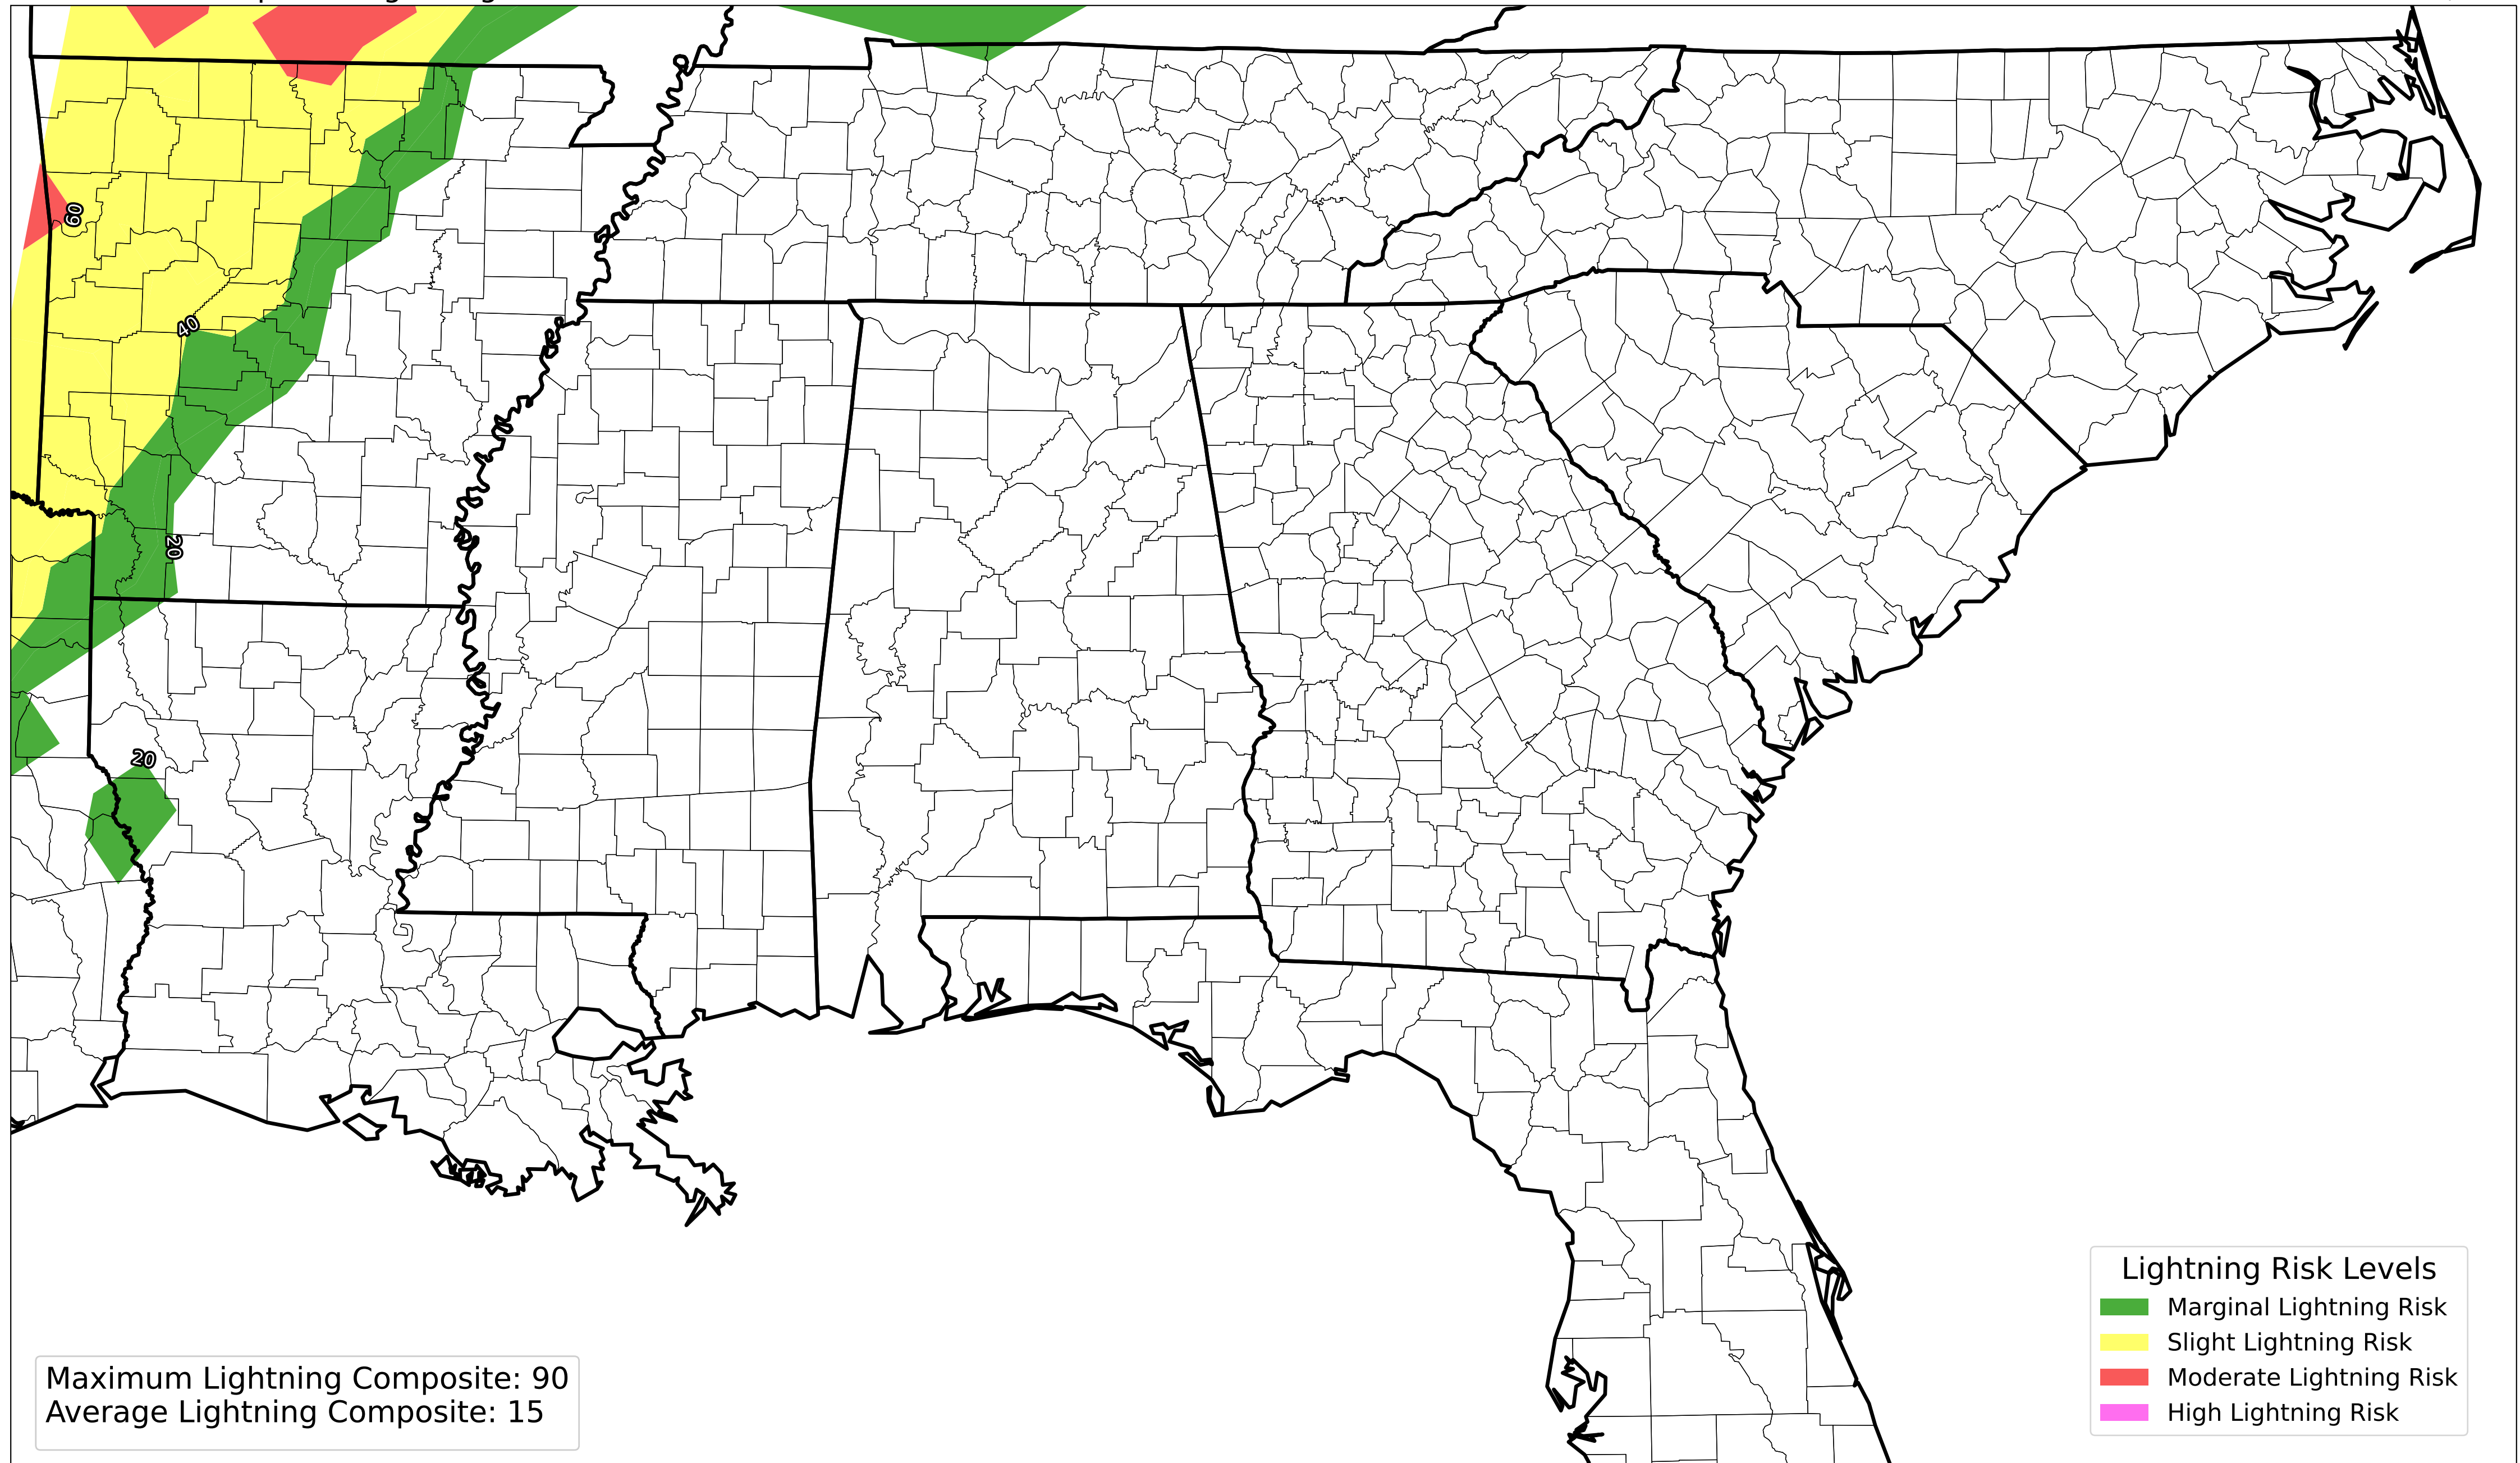 60
40
20
20
Lightning Risk Levels
Marginal Lightning Risk
Slight Lightning Risk
Moderate Lightning Risk
High Lightning Risk
Maximum Lightning Composite: 90
Average Lightning Composite: 15